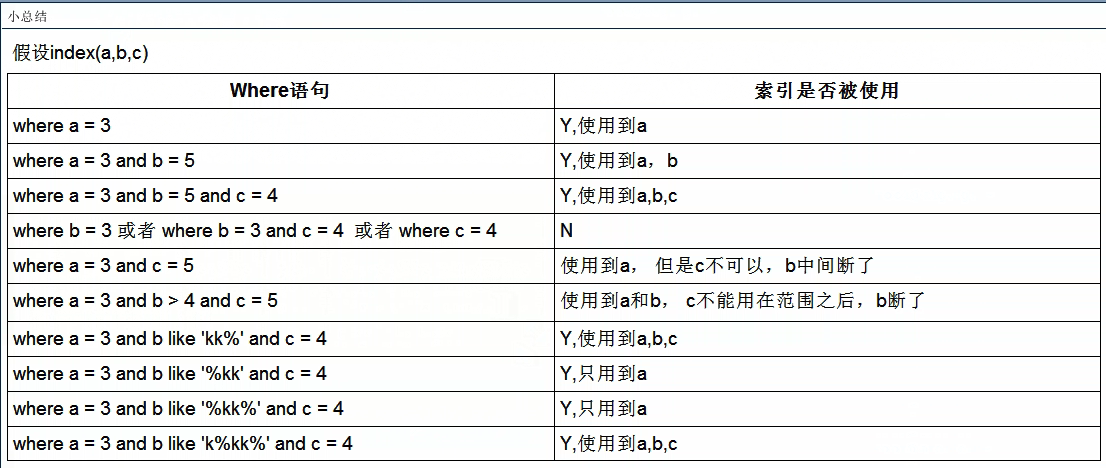 小总结
假设index(a,b,c)
Where语句 索引是否被使用
where a = 3 Y,使用到a
where a = 3 and b = 5 Y,使用到a，b
where a = 3 and b = 5 and c = 4 Y,使用到a,b,c
where b = 3 或者 where b = 3 and c = 4 或者 where c = 4 N
where a = 3 and c = 5 使用到a， 但是c不可以，b中间断了
where a = 3 and b > 4 and c = 5 使用到a和b， c不能用在范围之后，b断了
where a = 3 and b like 'kk%' and c = 4 Y,使用到a,b,c
where a = 3 and b like '%kk' and c = 4 Y,只用到a
where a = 3 and b like '%kk%' and c = 4 Y,只用到a
where a = 3 and b like 'k%kk%' and c = 4 Y,使用到a,b,c